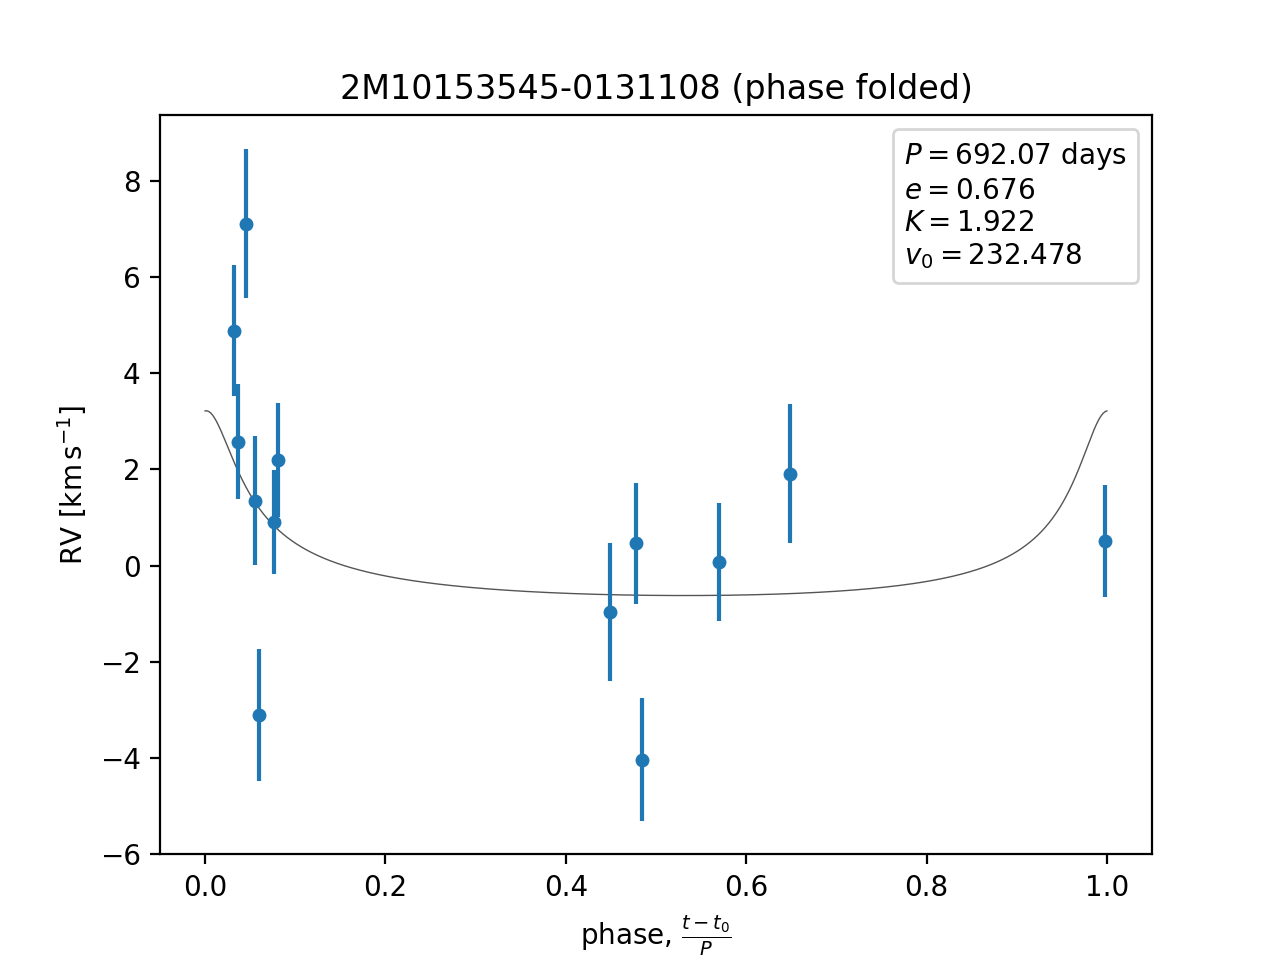 2M10153545-0131108 (phase folded)
P = 692.07 days
e = 0.676
K = 1.922
v₀ = 232.478
RV [km s⁻¹]
8
6
4
2
0
−2
−4
−6
0.0 0.2 0.4 0.6 0.8 1.0
phase, (t − t₀)/P